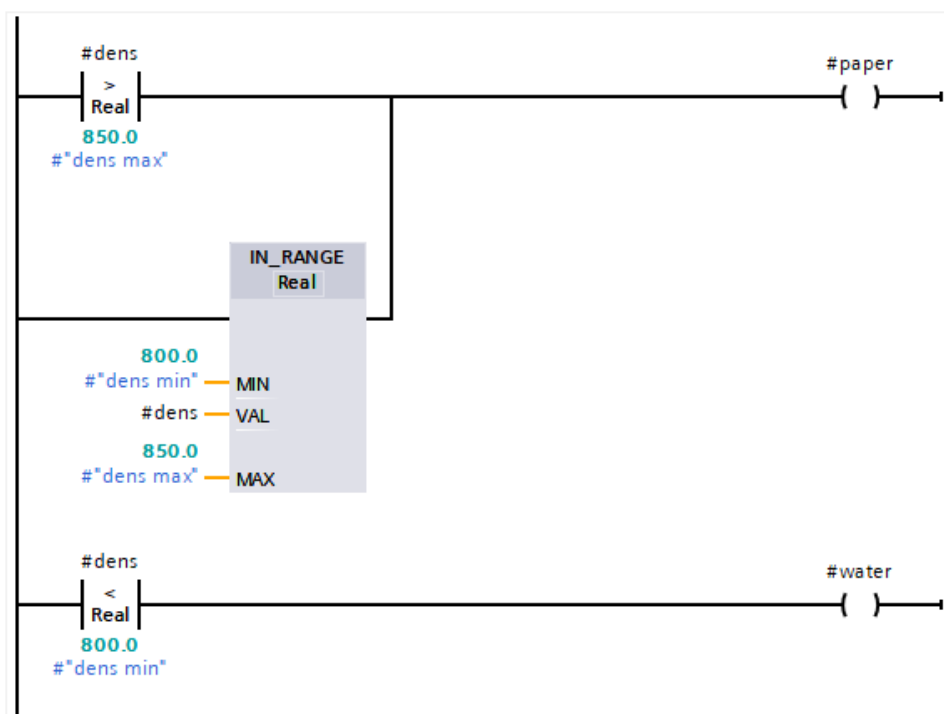 #dens
>
Real
850.0
#"dens max"
#paper
IN_RANGE
Real
800.0
#"dens min"
MIN
#dens
VAL
850.0
#"dens max"
MAX
#dens
<
Real
800.0
#"dens min"
#water